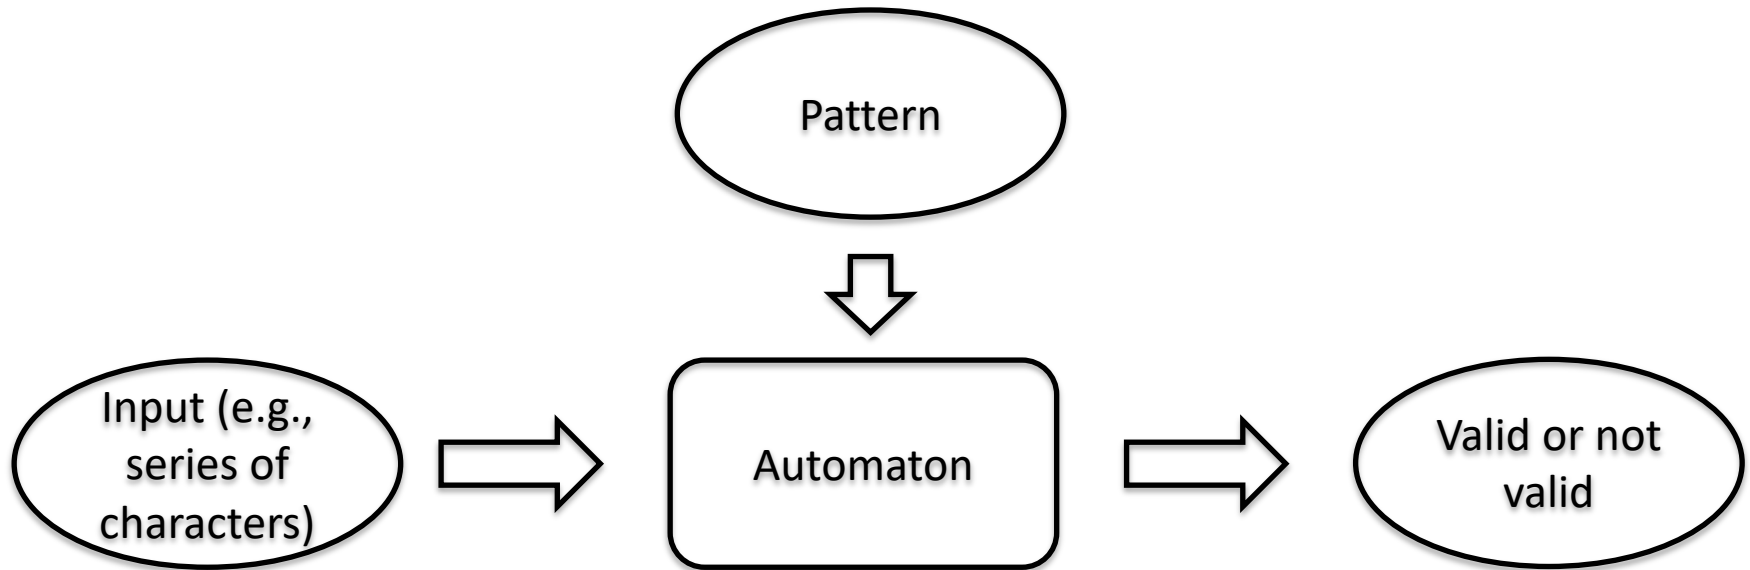 Pattern
Input (e.g.,
series of
characters)
Automaton
Valid or not
valid